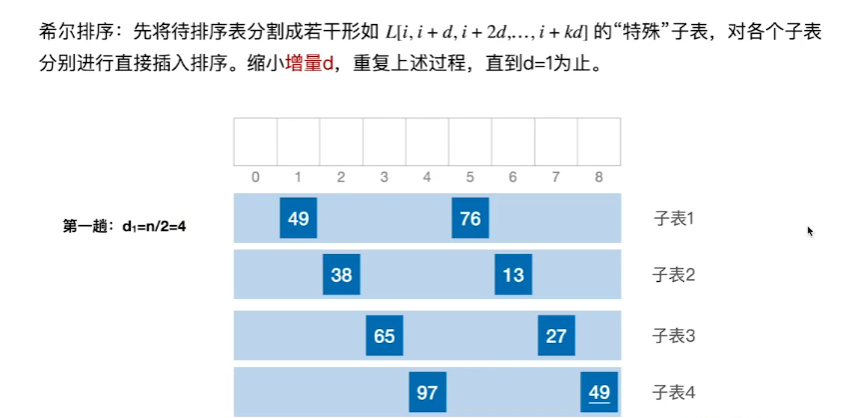 希尔排序：先将待排序表分割成若干形如 L[i, i + d, i + 2d,..., i + kd] 的“特殊”子表，对各个子表
分别进行直接插入排序。缩小增量d，重复上述过程，直到d=1为止。
0 1 2 3 4 5 6 7 8
第一趟：d₁=n/2=4
49 76 子表1
38 13 子表2
65 27 子表3
97 49 子表4